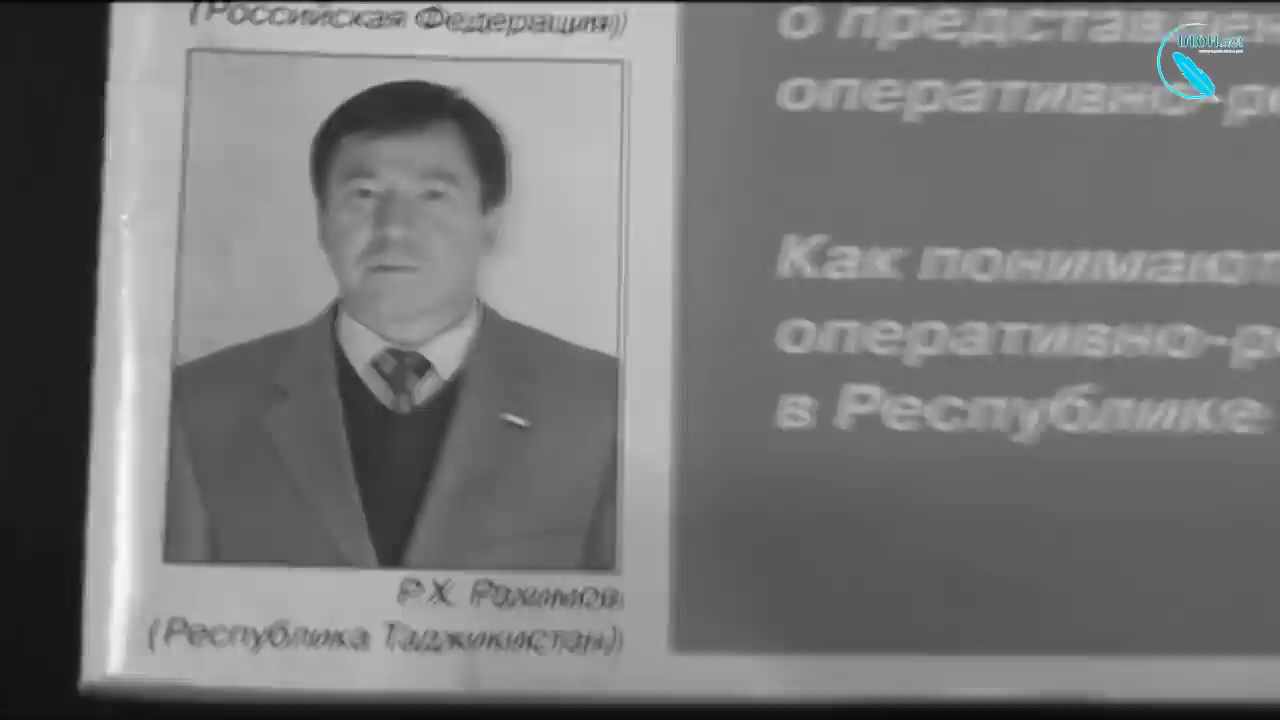 (Российская Федерация)
Р.Х. Рахимов
(Республика Таджикистан)
о представлен
оперативно-р
Как понимают
оперативно-р
в Республике